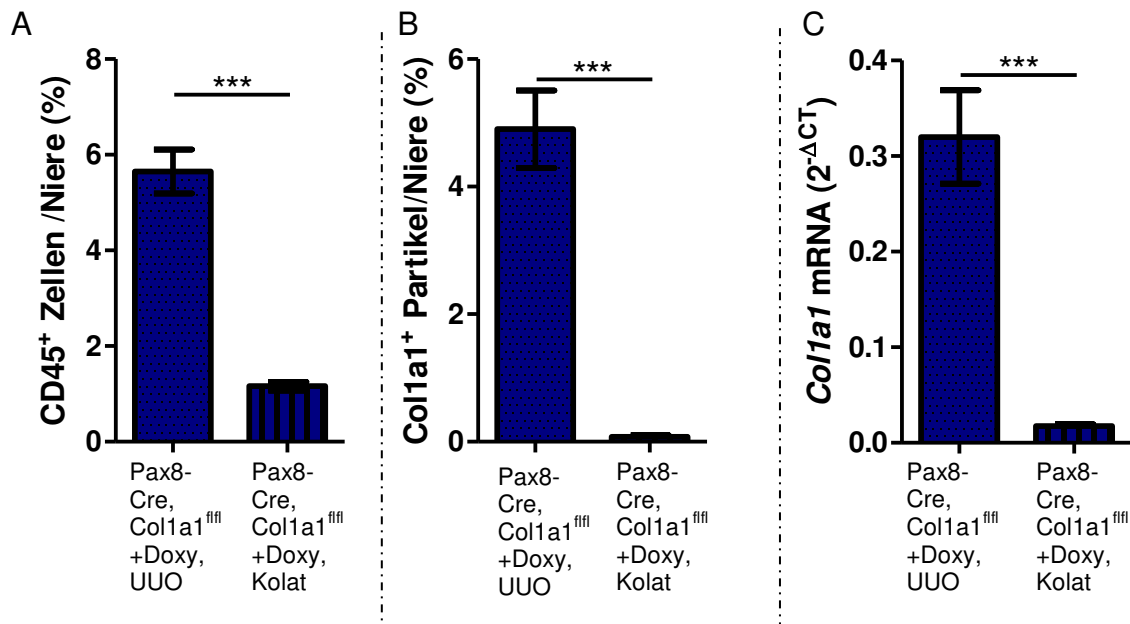 A
CD45+ Zellen /Niere (%)
8
6
4
2
0
***
Pax8-
Cre,
Col1a1flfl
+Doxy,
UUO
Pax8-
Cre,
Col1a1flfl
+Doxy,
Kolat
B
Col1a1+ Partikel/Niere (%)
6
4
2
0
***
Pax8-
Cre,
Col1a1flfl
+Doxy,
UUO
Pax8-
Cre,
Col1a1flfl
+Doxy,
Kolat
C
Col1a1 mRNA (2-ΔCT)
0.4
0.3
0.2
0.1
0.0
***
Pax8-
Cre,
Col1a1flfl
+Doxy,
UUO
Pax8-
Cre,
Col1a1flfl
+Doxy,
Kolat